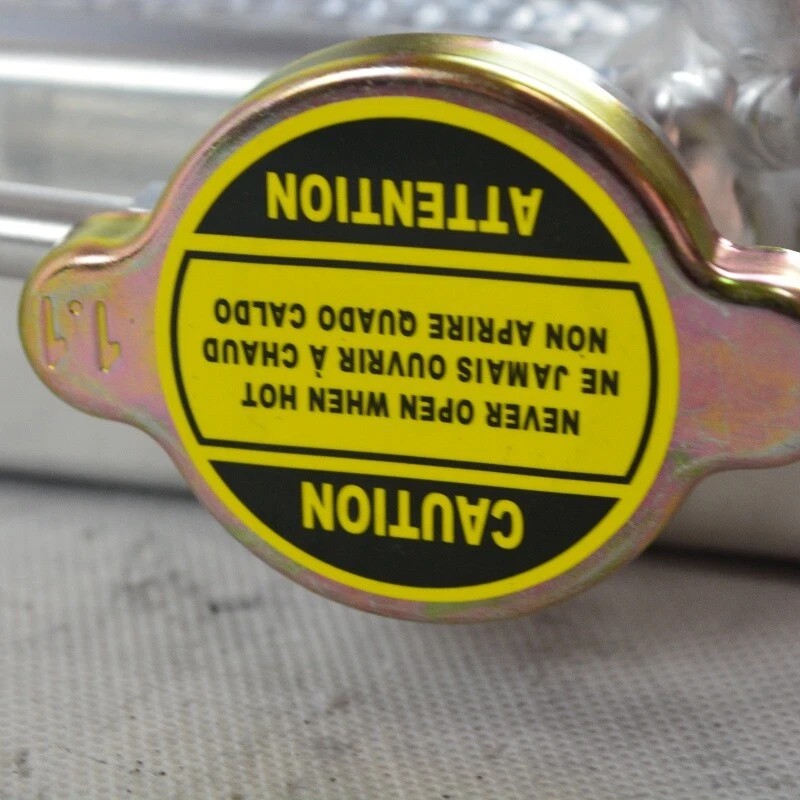 CAUTION
NEVER OPEN WHEN HOT
NE JAMAIS OUVRIR À CHAUD
NON APRIRE QUADO CALDO
ATTENTION
1.1